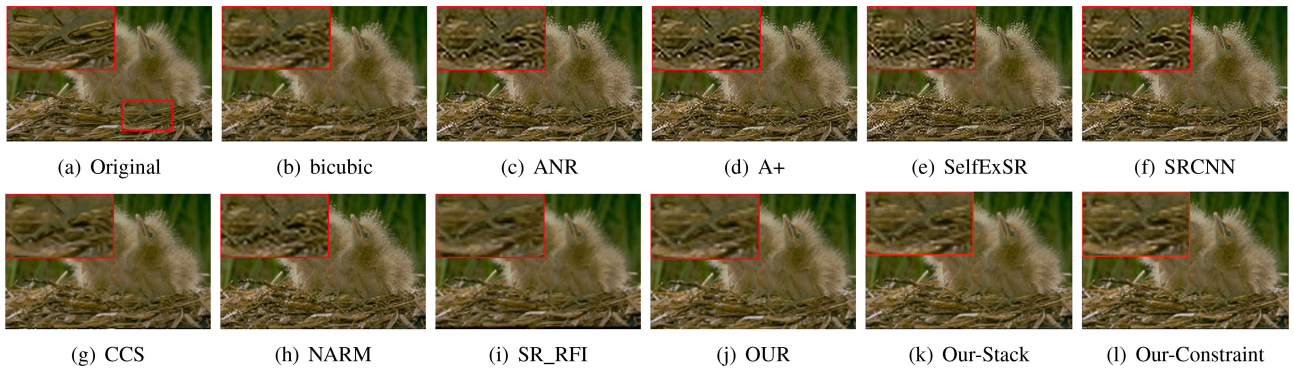 (a) Original
(b) bicubic
(c) ANR
(d) A+
(e) SelfExSR
(f) SRCNN
(g) CCS
(h) NARM
(i) SR_RFI
(j) OUR
(k) Our-Stack
(l) Our-Constraint